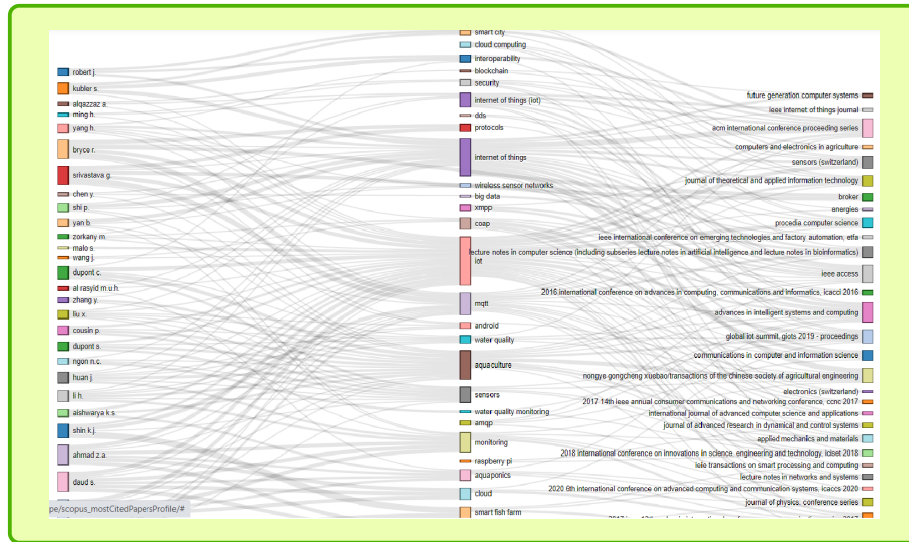 robert j.
kubler s.
alqazzaz a.
ming h.
yang h.
bryce r.
srivastava g.
chen y.
shi p.
yan b.
zorkany m.
malo s.
wang j.
dupont c.
al rasyid m.u.h.
zhang y.
liu x.
cousin p.
dupont s.
ngon n.c.
huan j.
li h.
aishwarya k.s.
shin k.j.
ahmad z.a.
daud s.
pe/scopus_mostCitedPapersProfile/#
smart city
cloud computing
interoperability
blockchain
security
internet of things (iot)
dds
protocols
internet of things
wireless sensor networks
big data
xmpp
coap
iot
mqtt
android
water quality
aquaculture
sensors
water quality monitoring
amqp
monitoring
raspberry pi
aquaponics
cloud
smart fish farm
future generation computer systems
ieee internet of things journal
acm international conference proceeding series
computers and electronics in agriculture
sensors (switzerland)
journal of theoretical and applied information technology
broker
energies
procedia computer science
ieee international conference on emerging technologies and factory automation, etfa
lecture notes in computer science (including subseries lecture notes in artificial intelligence and lecture notes in bioinformatics)
ieee access
2016 international conference on advances in computing, communications and informatics, icacci 2016
advances in intelligent systems and computing
global iot summit, giots 2019 - proceedings
communications in computer and information science
nongye gongcheng xuebao/transactions of the chinese society of agricultural engineering
electronics (switzerland)
2017 14th ieee annual consumer communications and networking conference, ccnc 2017
international journal of advanced computer science and applications
journal of advanced research in dynamical and control systems
applied mechanics and materials
2018 international conference on innovations in science, engineering and technology, iciset 2018
ieie transactions on smart processing and computing
lecture notes in networks and systems
2020 6th international conference on advanced computing and communication systems, icaccs 2020
journal of physics: conference series